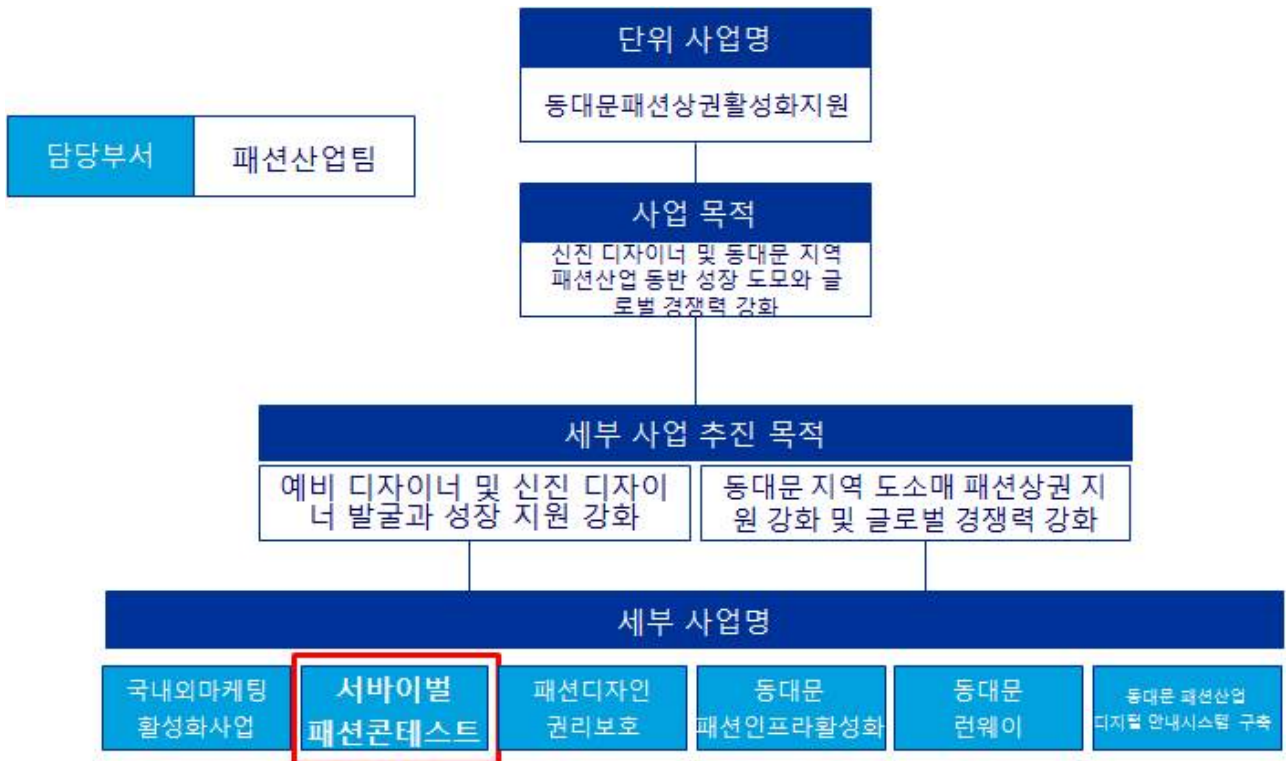 단위 사업명
동대문패션상권활성화지원
담당부서
패션산업팀
사업 목적
신진 디자이너 및 동대문 지역
패션산업 동반 성장 도모와 글
로벌 경쟁력 강화
세부 사업 추진 목적
예비 디자이너 및 신진 디자이
너 발굴과 성장 지원 강화
동대문 지역 도소매 패션상권 지
원 강화 및 글로벌 경쟁력 강화
세부 사업명
국내외마케팅
활성화사업
서바이벌
패션콘테스트
패션디자인
권리보호
동대문
패션인프라활성화
동대문
런웨이
동대문 패션산업
디지털 안내시스템 구축